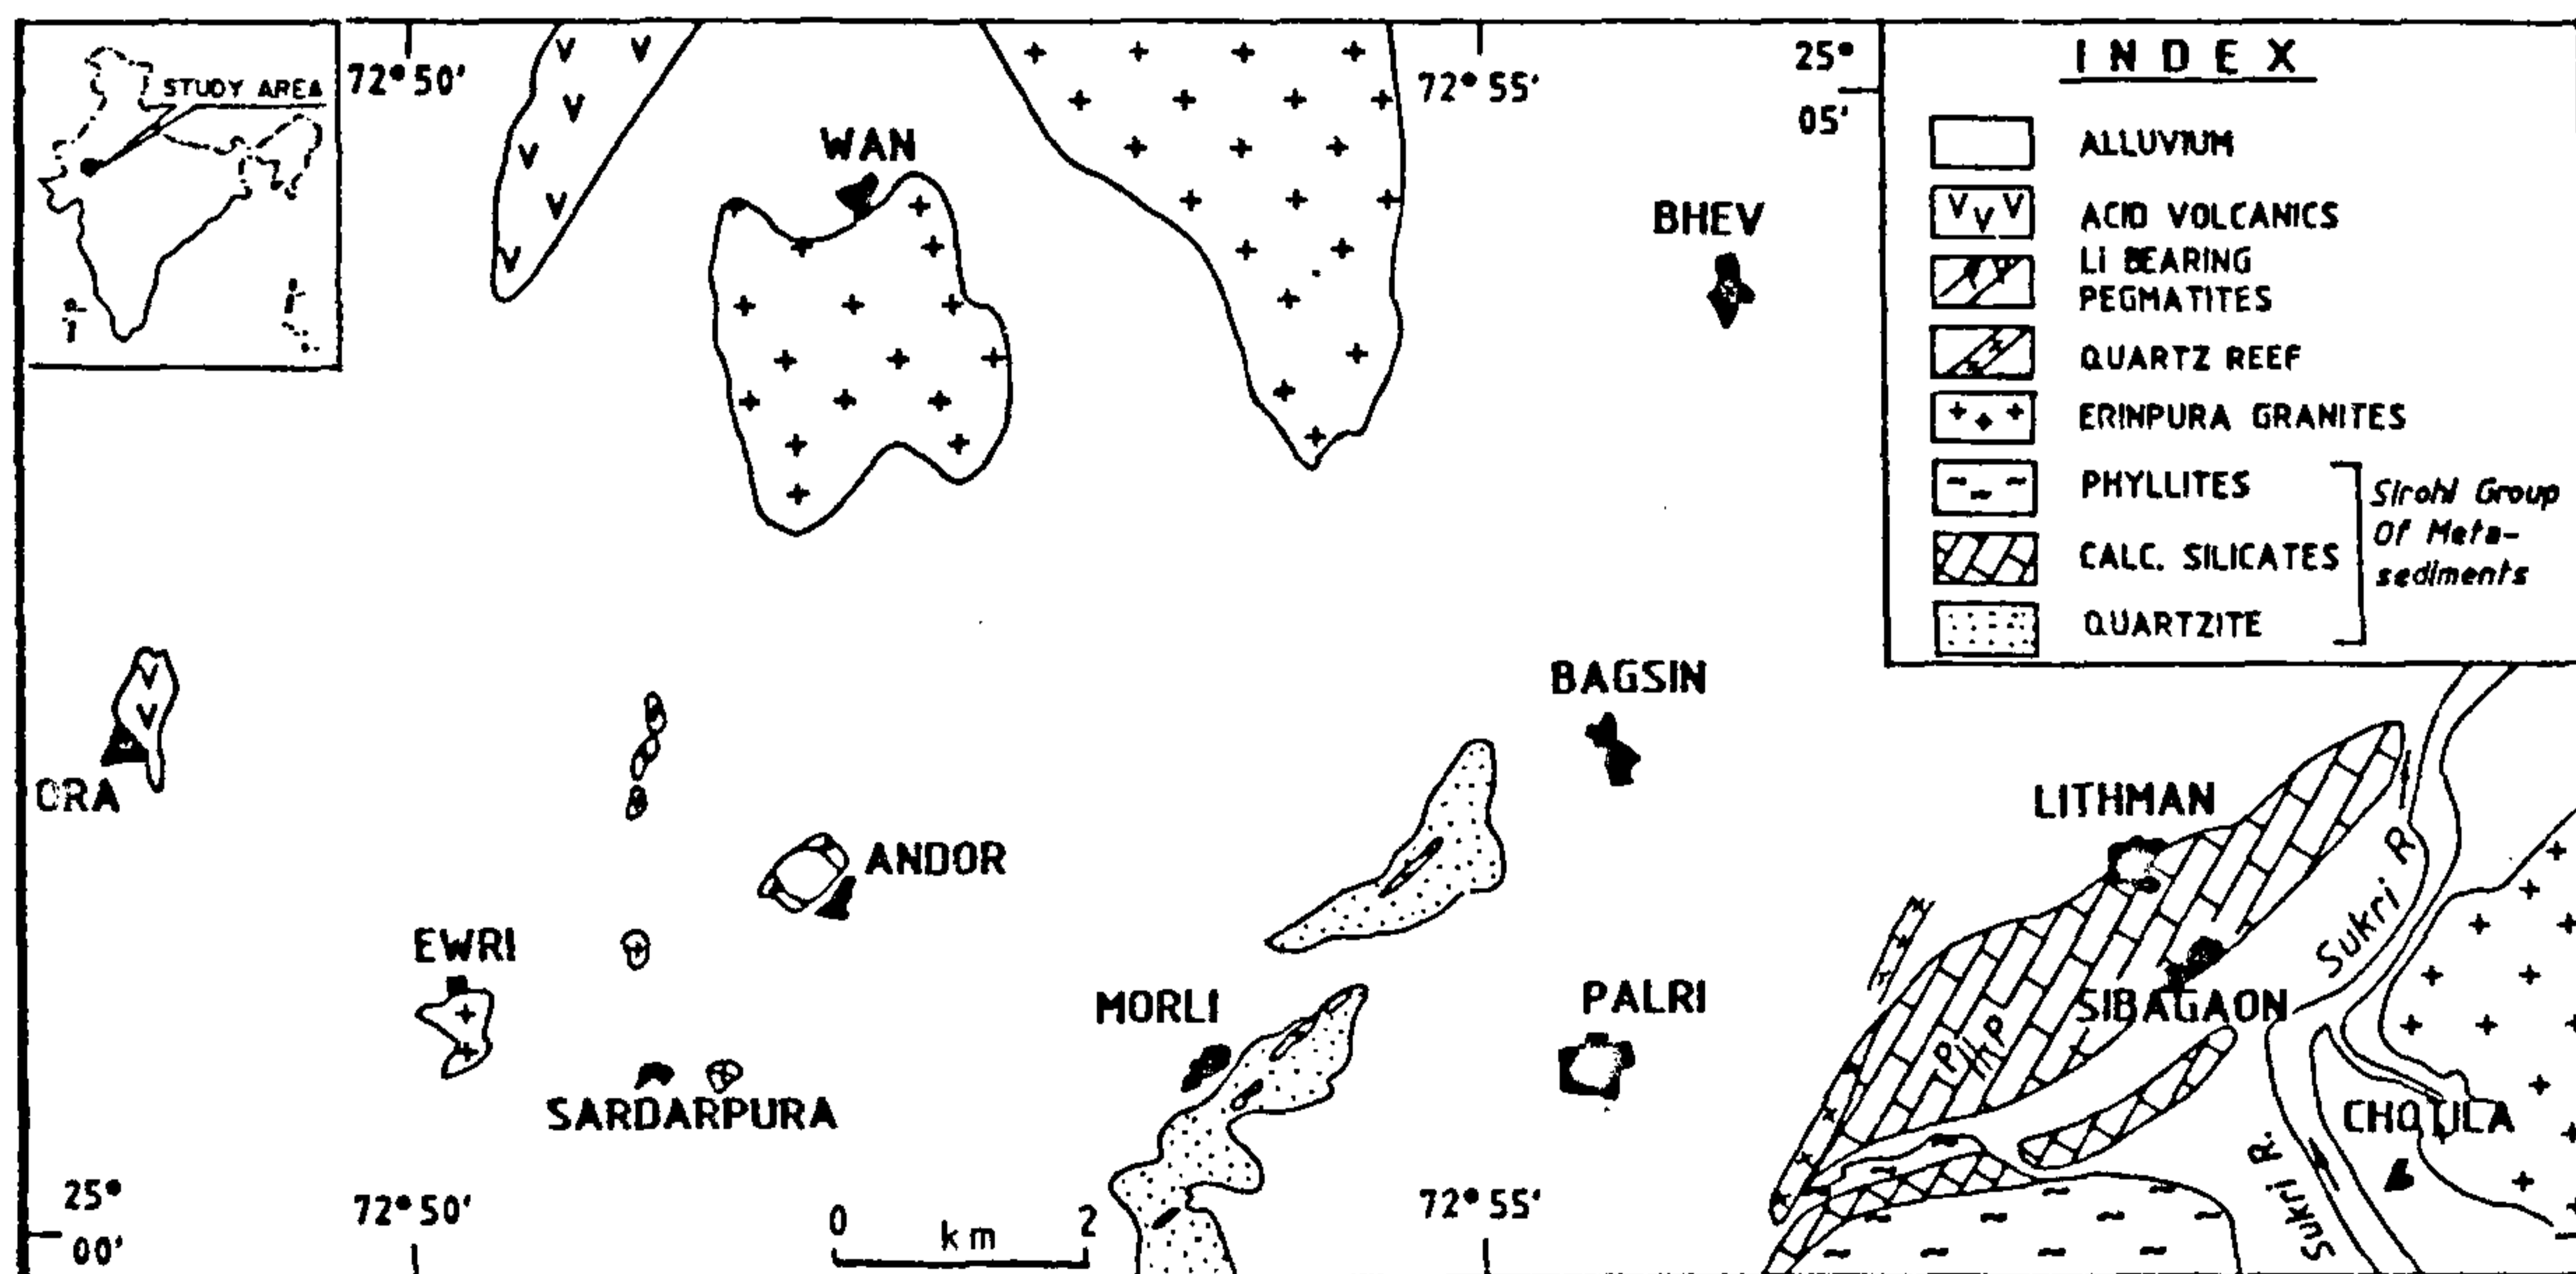 STUDY AREA
72° 50'
72° 55'
25°
05'
INDEX
ALLUVIUM
V V V
ACID VOLCANICS
LI BEARING
PEGMATITES
QUARTZ REEF
ERINPURA GRANITES
PHYLLITES
CALC. SILICATES
QUARTZITE
Sirohi Group
Of Meta-
sediments
WAN
BHEV
BAGSIN
ORA
LITHMAN
ANDOR
Sukri R
EWRI
MORLI
PALRI
SIBAGAON
SARDARPURA
CHOTILA
Sukri R.
Sukri
25°
00'
72° 50'
0 km 2
72° 55'